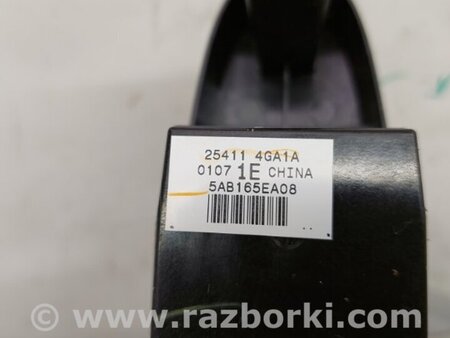 25411 4GA1A
0107 1E CHINA
5AB165EA08
© www.razborki.com